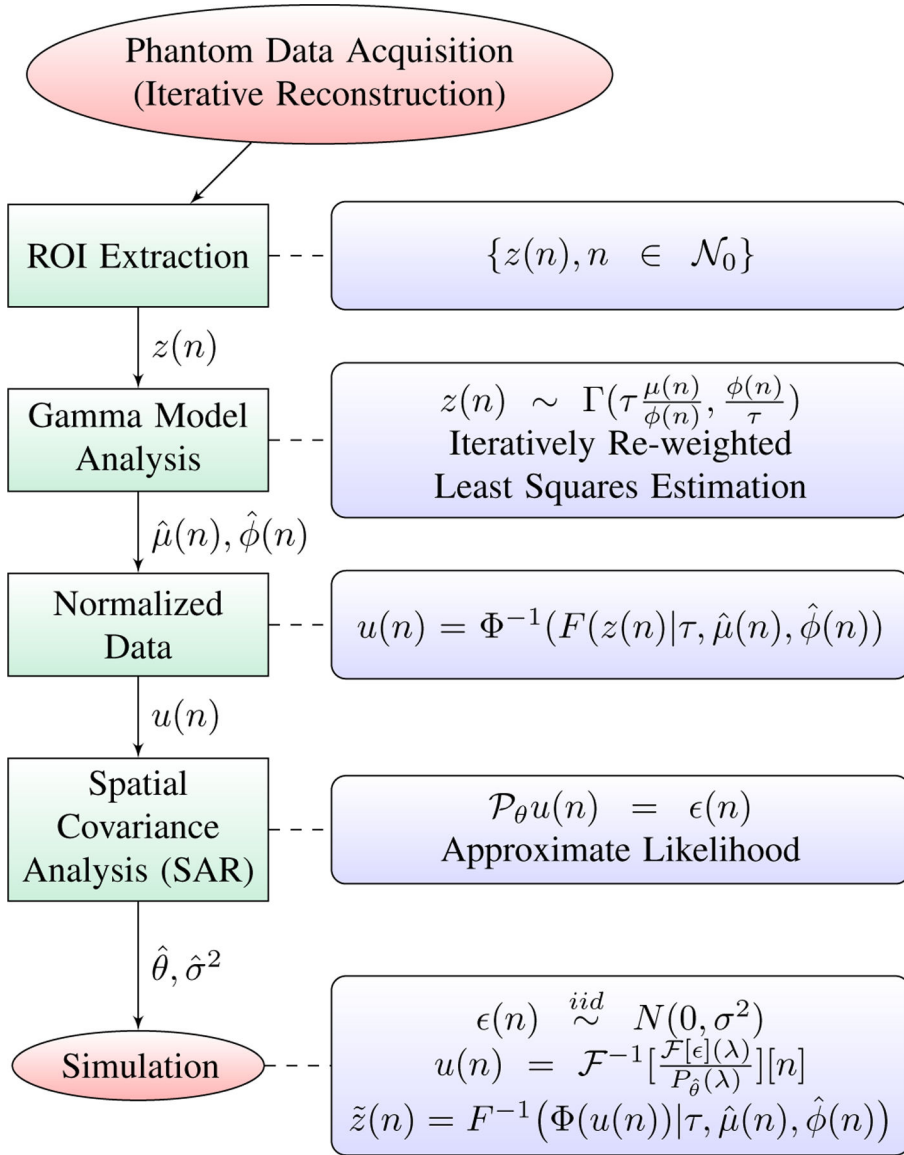 Phantom Data Acquisition
(Iterative Reconstruction)
ROI Extraction
{z(n), n ∈ 𝒩₀}
z(n)
Gamma Model
Analysis
z(n) ∼ Γ(τ μ(n)/φ(n), φ(n)/τ)
Iteratively Re-weighted
Least Squares Estimation
μ̂(n), φ̂(n)
Normalized
Data
u(n) = Φ⁻¹(F(z(n)|τ, μ̂(n), φ̂(n))
u(n)
Spatial
Covariance
Analysis (SAR)
𝒫_θ u(n) = ϵ(n)
Approximate Likelihood
θ̂, σ̂²
Simulation
ϵ(n) iid ∼ N(0, σ²)
u(n) = ℱ⁻¹[ℱ[ϵ](λ)/P_θ̂(λ)][n]
z̃(n) = F⁻¹(Φ(u(n))|τ, μ̂(n), φ̂(n))